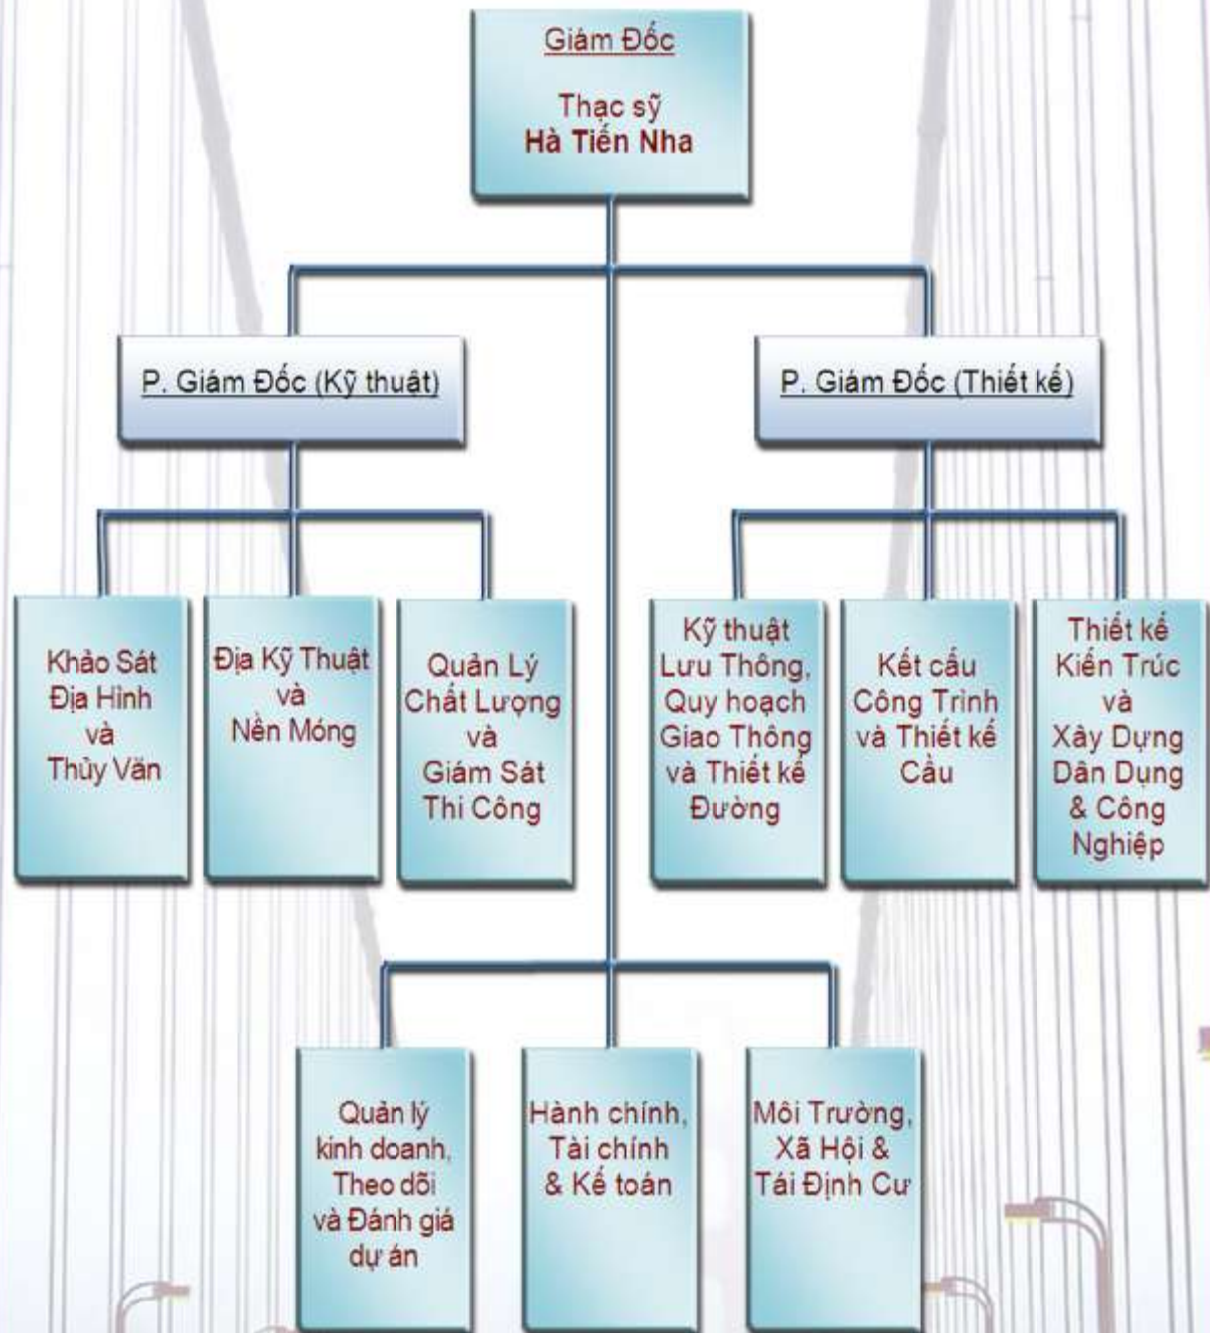 Giám Đốc
Thạc sỹ
Hà Tiến Nha
P. Giám Đốc (Kỹ thuật)
P. Giám Đốc (Thiết kế)
Khảo Sát
Địa Hình
và
Thủy Văn
Địa Kỹ Thuật
và
Nền Móng
Quản Lý
Chất Lượng
và
Giám Sát
Thi Công
Kỹ thuật
Lưu Thông,
Quy hoạch
Giao Thông
và Thiết kế
Đường
Kết cấu
Công Trình
và Thiết kế
Cầu
Thiết kế
Kiến Trúc
và
Xây Dựng
Dân Dụng
& Công
Nghiệp
Quản lý
kinh doanh,
Theo dõi
và Đánh giá
dự án
Hành chính,
Tài chính
& Kế toán
Môi Trường,
Xã Hội &
Tái Định Cư